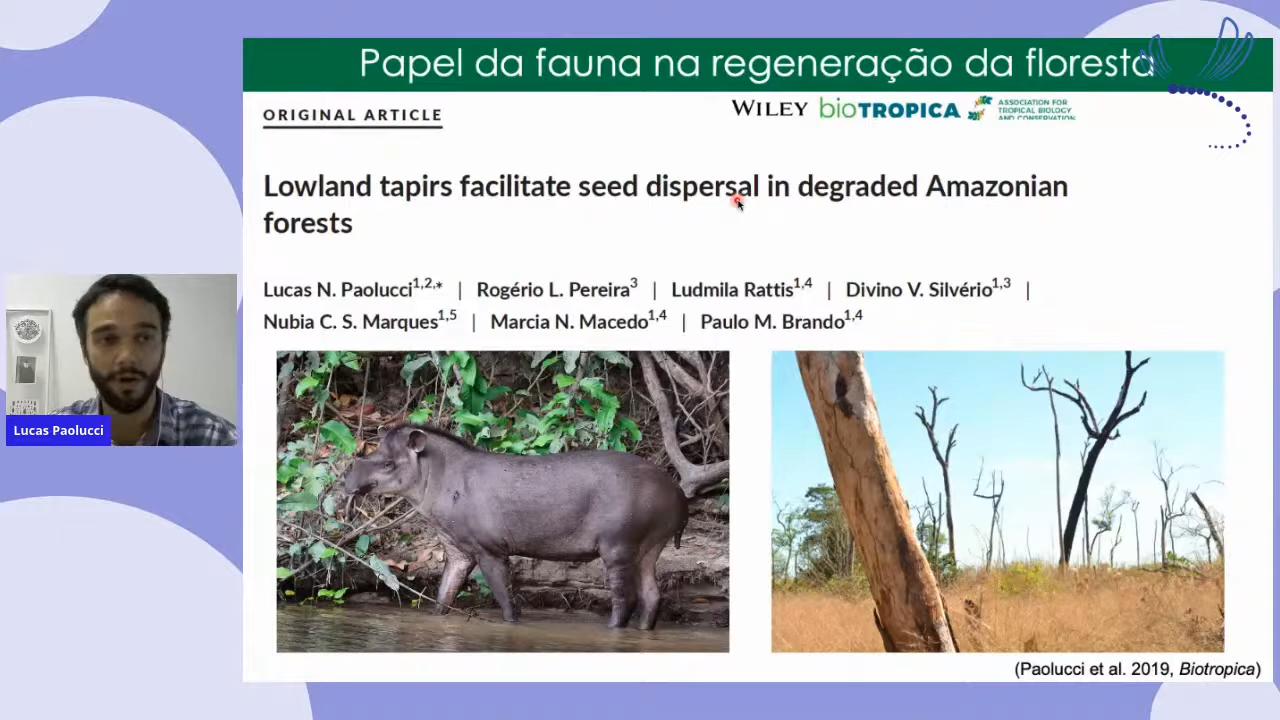 Papel da fauna na regeneração da floresta
ORIGINAL ARTICLE
WILEY bioTROPICA ASSOCIATION FOR
TROPICAL BIOLOGY
AND CONSERVATION
Lowland tapirs facilitate seed dispersal in degraded Amazonian
forests
Lucas N. Paolucci1,2,* | Rogério L. Pereira3 | Ludmila Rattis1,4 | Divino V. Silvério1,3 |
Nubia C. S. Marques1,5 | Marcia N. Macedo1,4 | Paulo M. Brando1,4
Lucas Paolucci
(Paolucci et al. 2019, Biotropica)